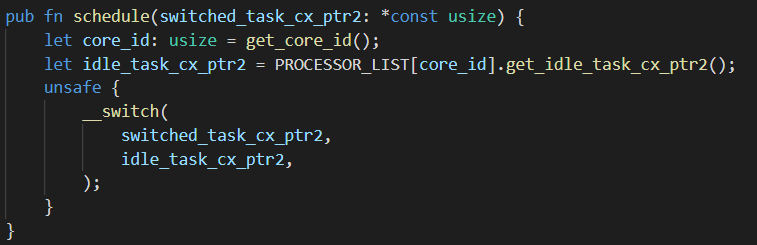 pub fn schedule(switched_task_cx_ptr2: *const usize) {
    let core_id: usize = get_core_id();
    let idle_task_cx_ptr2 = PROCESSOR_LIST[core_id].get_idle_task_cx_ptr2();
    unsafe {
        __switch(
            switched_task_cx_ptr2,
            idle_task_cx_ptr2,
        );
    }
}